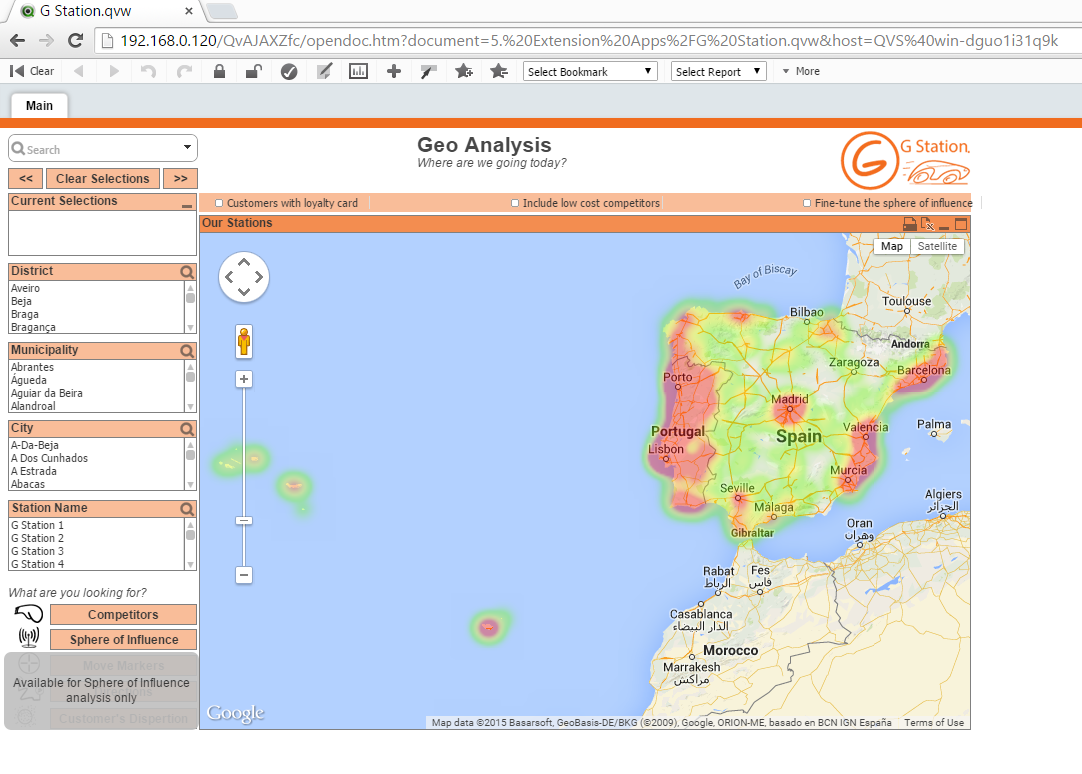 G Station.qvw
192.168.0.120/QvAJAXZfc/opendoc.htm?document=5.%20Extension%20Apps%2FG%20Station.qvw&host=QVS%40win-dguo1i31q9k
Clear
Select Bookmark
Select Report
More
Main
Search
<<
Clear Selections
>>
Current Selections
District
Aveiro
Beja
Braga
Bragança
Municipality
Abrantes
Águeda
Aguiar da Beira
Alandroal
City
A-Da-Beja
A Dos Cunhados
A Estrada
Abacas
Station Name
G Station 1
G Station 2
G Station 3
G Station 4
What are you looking for?
Competitors
Sphere of Influence
Move Markers
Available for Sphere of Influence
analysis only
Customer's Dispertion
Geo Analysis
Where are we going today?
G Station,
Customers with loyalty card
Include low cost competitors
Fine-tune the sphere of influence
Our Stations
Map
Satellite
Bay of Biscay
Toulouse
Bilbao
Andorra
Zaragoza
Barcelona
Porto
Madrid
Portugal
Spain
Valencia
Palma
Lisbon
Murcia
Seville
Málaga
Algiers
الجزائر
Gibraltar
Oran
وهران
Rabat
الرباط
Fes
فاس
Casablanca
الدار البيضاء
Morocco
Marrakesh
مراكش
Google
Map data ©2015 Basarsoft, GeoBasis-DE/BKG (©2009), Google, ORION-ME, basado en BCN IGN España
Terms of Use